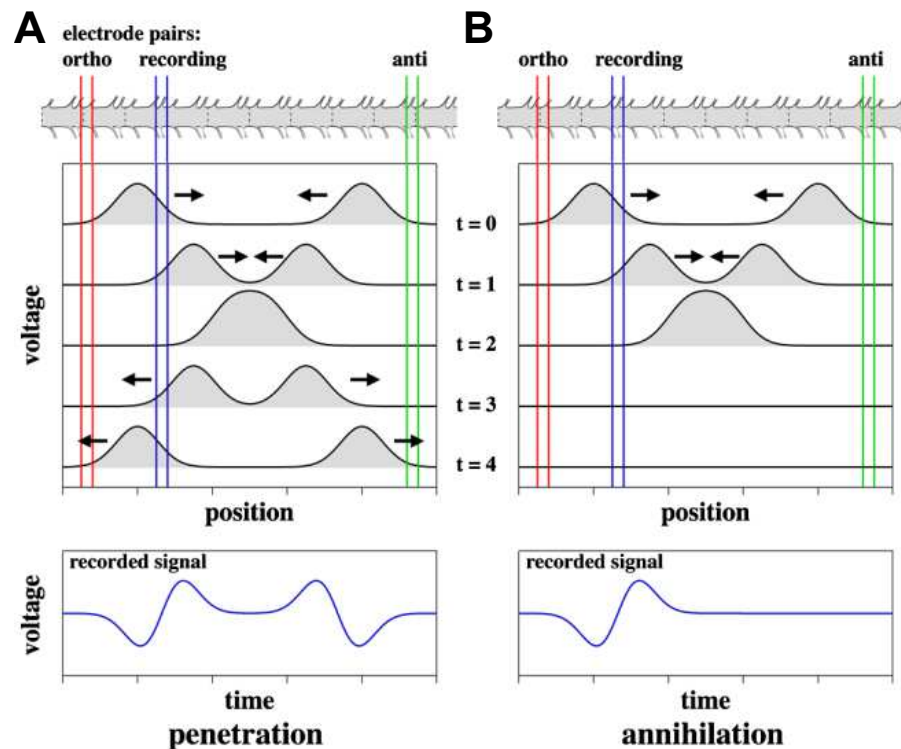 A
electrode pairs:
ortho recording anti
B
ortho recording anti
voltage
t = 0
t = 1
t = 2
t = 3
t = 4
position
position
voltage
recorded signal
recorded signal
time
time
penetration
annihilation